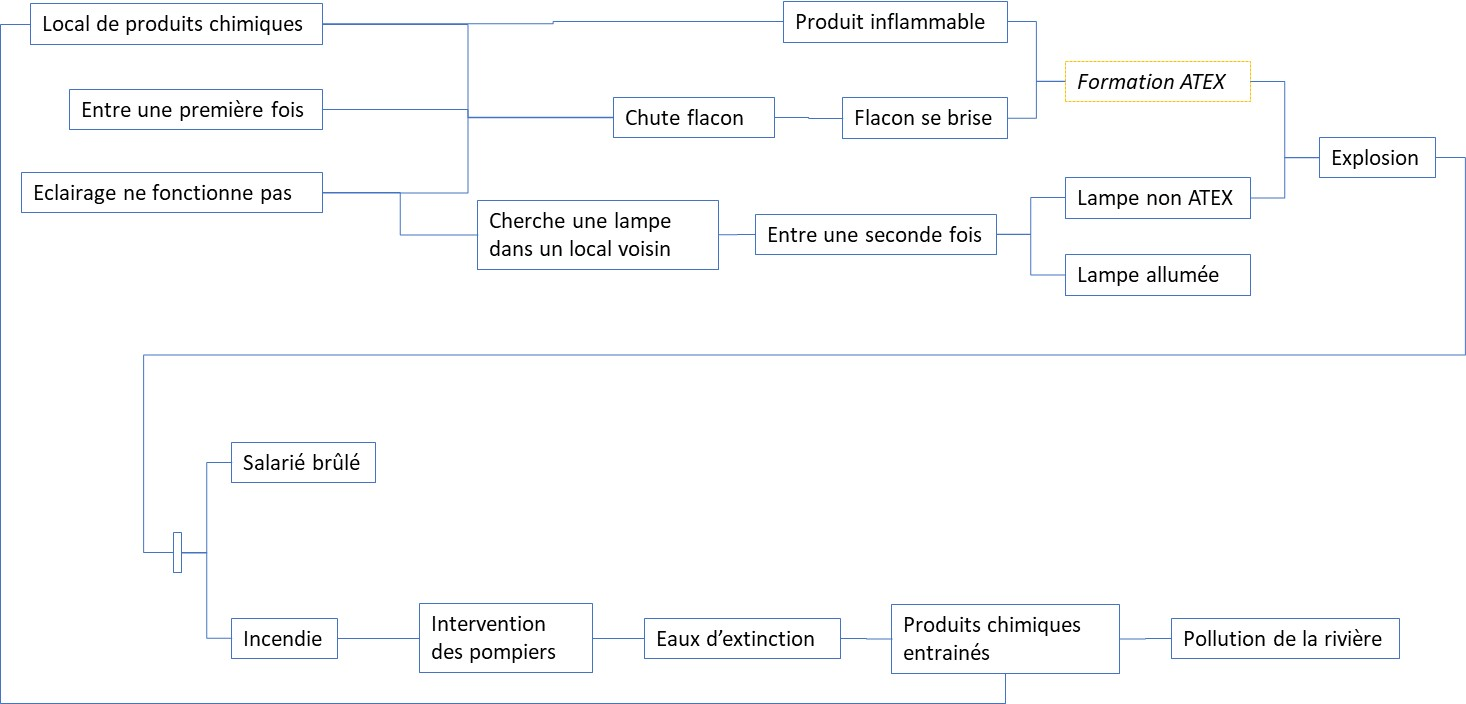 Local de produits chimiques
Produit inflammable
Formation ATEX
Entre une première fois
Chute flacon
Flacon se brise
Explosion
Eclairage ne fonctionne pas
Lampe non ATEX
Cherche une lampe
dans un local voisin
Entre une seconde fois
Lampe allumée
Salarié brûlé
Incendie
Intervention
des pompiers
Eaux d’extinction
Produits chimiques
entrainés
Pollution de la rivière